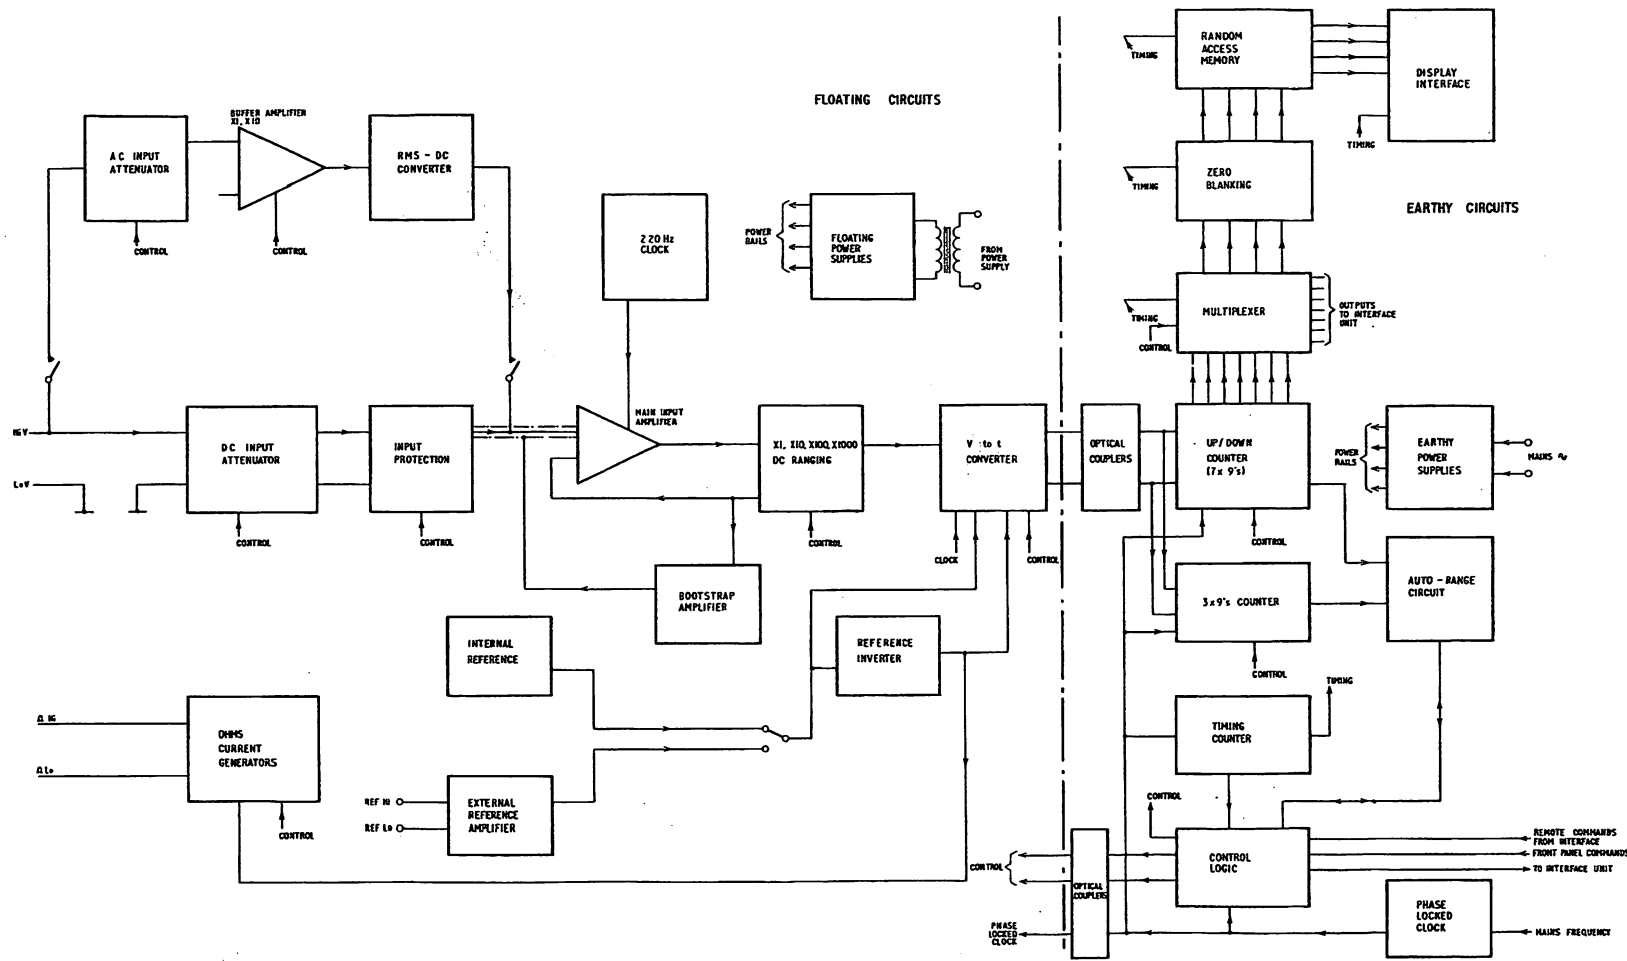 FLOATING CIRCUITS
EARTHY CIRCUITS
AC INPUT
ATTENUATOR
CONTROL
BUFFER AMPLIFIER
X1, X10
CONTROL
RMS - DC
CONVERTER
220 Hz
CLOCK
POWER
RAILS
FLOATING
POWER
SUPPLIES
FROM
POWER
SUPPLY
TIMING
RANDOM
ACCESS
MEMORY
DISPLAY
INTERFACE
TIMING
TIMING
ZERO
BLANKING
TIMING
CONTROL
MULTIPLEXER
OUTPUTS
TO INTERFACE
UNIT
HiV
LoV
DC INPUT
ATTENUATOR
CONTROL
INPUT
PROTECTION
CONTROL
MAIN INPUT
AMPLIFIER
X1, X10, X100, X1000
DC RANGING
CONTROL
V to t
CONVERTER
CLOCK
CONTROL
OPTICAL
COUPLERS
UP/DOWN
COUNTER
(7x 9's)
CONTROL
POWER
RAILS
EARTHY
POWER
SUPPLIES
MAINS ~
BOOTSTRAP
AMPLIFIER
3x9's COUNTER
CONTROL
AUTO - RANGE
CIRCUIT
INTERNAL
REFERENCE
REFERENCE
INVERTER
Ω Hi
Ω Lo
OHMS
CURRENT
GENERATORS
CONTROL
REF Hi
REF Lo
EXTERNAL
REFERENCE
AMPLIFIER
TIMING
COUNTER
TIMING
CONTROL
CONTROL
OPTICAL
COUPLERS
CONTROL
LOGIC
REMOTE COMMANDS
FROM INTERFACE
FRONT PANEL COMMANDS
TO INTERFACE UNIT
PHASE
LOCKED
CLOCK
PHASE
LOCKED
CLOCK
MAINS FREQUENCY